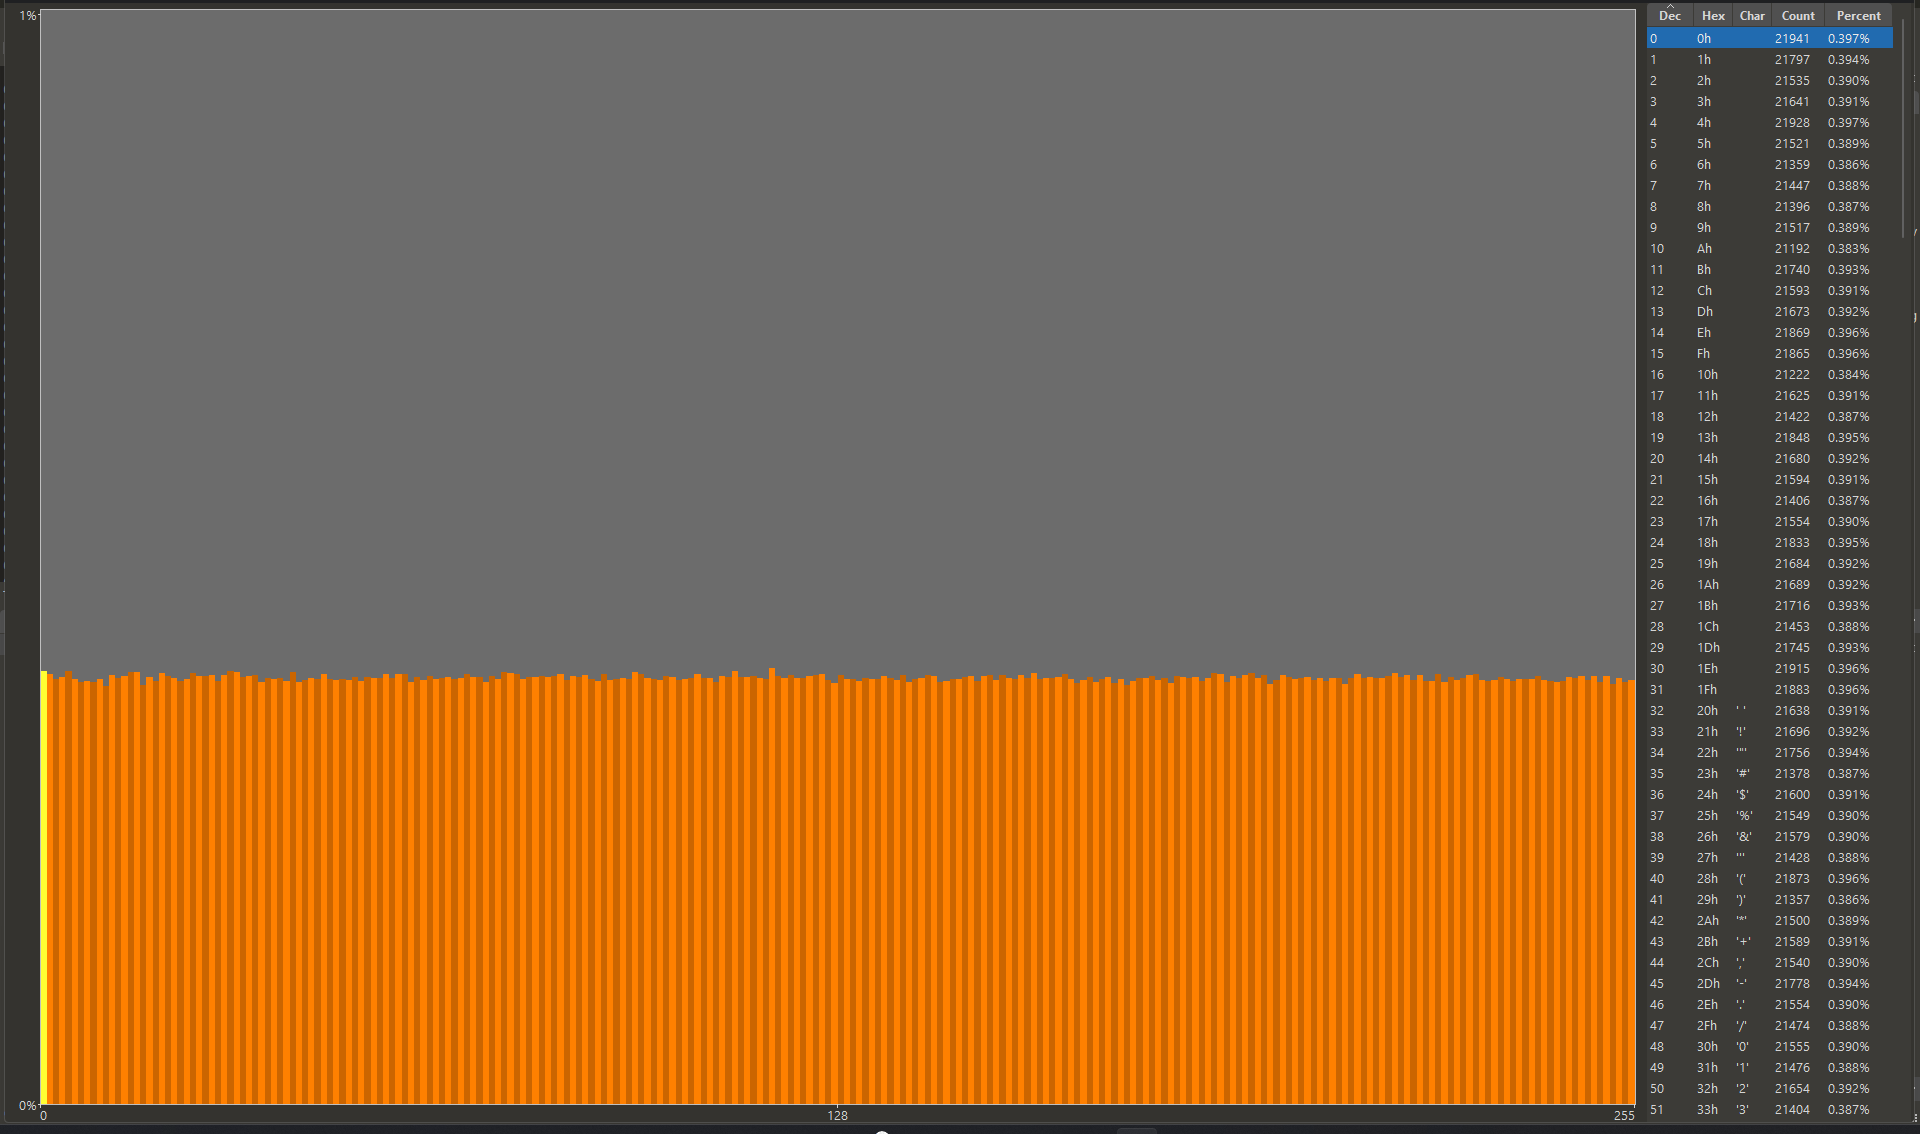 1%
0%
0 128 255
Dec Hex Char Count Percent
0 0h 21941 0.397%
1 1h 21797 0.394%
2 2h 21535 0.390%
3 3h 21641 0.391%
4 4h 21928 0.397%
5 5h 21521 0.389%
6 6h 21359 0.386%
7 7h 21447 0.388%
8 8h 21396 0.387%
9 9h 21517 0.389%
10 Ah 21192 0.383%
11 Bh 21740 0.393%
12 Ch 21593 0.391%
13 Dh 21673 0.392%
14 Eh 21869 0.396%
15 Fh 21865 0.396%
16 10h 21222 0.384%
17 11h 21625 0.391%
18 12h 21422 0.387%
19 13h 21848 0.395%
20 14h 21680 0.392%
21 15h 21594 0.391%
22 16h 21406 0.387%
23 17h 21554 0.390%
24 18h 21833 0.395%
25 19h 21684 0.392%
26 1Ah 21689 0.392%
27 1Bh 21716 0.393%
28 1Ch 21453 0.388%
29 1Dh 21745 0.393%
30 1Eh 21915 0.396%
31 1Fh 21883 0.396%
32 20h ' ' 21638 0.391%
33 21h '!' 21696 0.392%
34 22h '"' 21756 0.394%
35 23h '#' 21378 0.387%
36 24h '$' 21600 0.391%
37 25h '%' 21549 0.390%
38 26h '&' 21579 0.390%
39 27h ''' 21428 0.388%
40 28h '(' 21873 0.396%
41 29h ')' 21357 0.386%
42 2Ah '*' 21500 0.389%
43 2Bh '+' 21589 0.391%
44 2Ch ',' 21540 0.390%
45 2Dh '-' 21778 0.394%
46 2Eh '.' 21554 0.390%
47 2Fh '/' 21474 0.388%
48 30h '0' 21555 0.390%
49 31h '1' 21476 0.388%
50 32h '2' 21654 0.392%
51 33h '3' 21404 0.387%